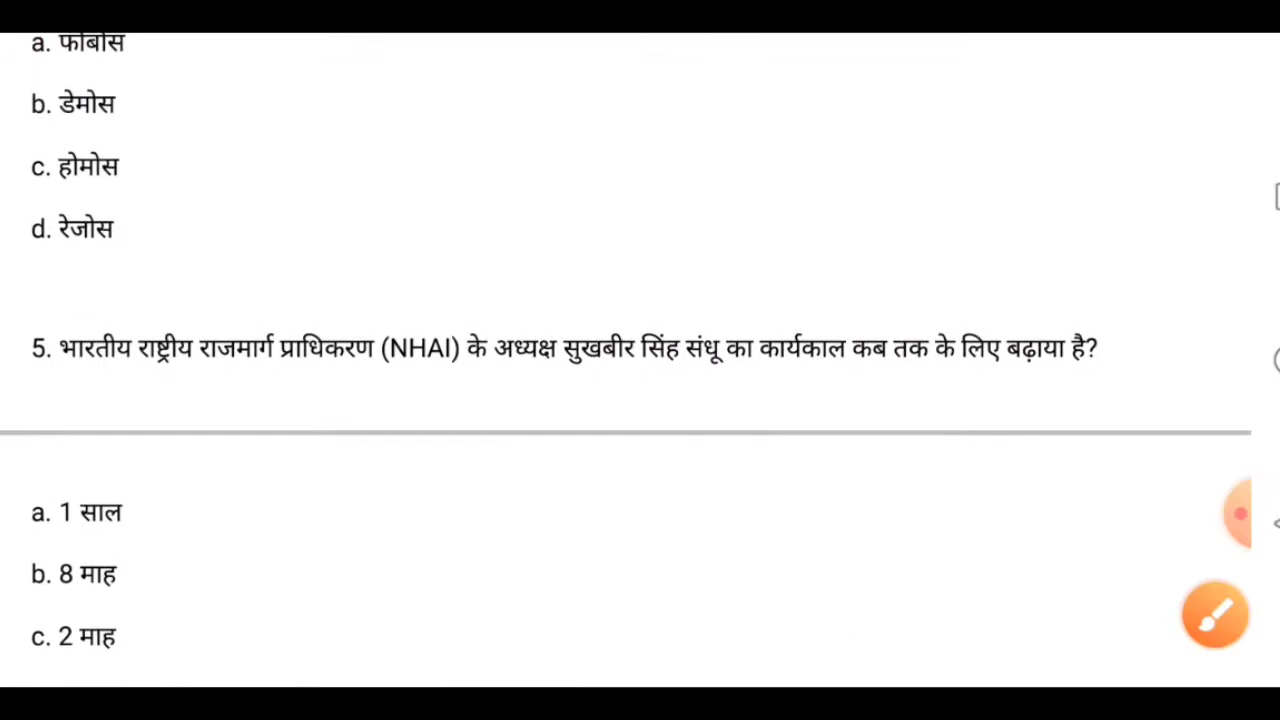 a. फोबोस
b. डेमोस
c. होमोस
d. रेजोस
5. भारतीय राष्ट्रीय राजमार्ग प्राधिकरण (NHAI) के अध्यक्ष सुखबीर सिंह संधू का कार्यकाल कब तक के लिए बढ़ाया है?
a. 1 साल
b. 8 माह
c. 2 माह